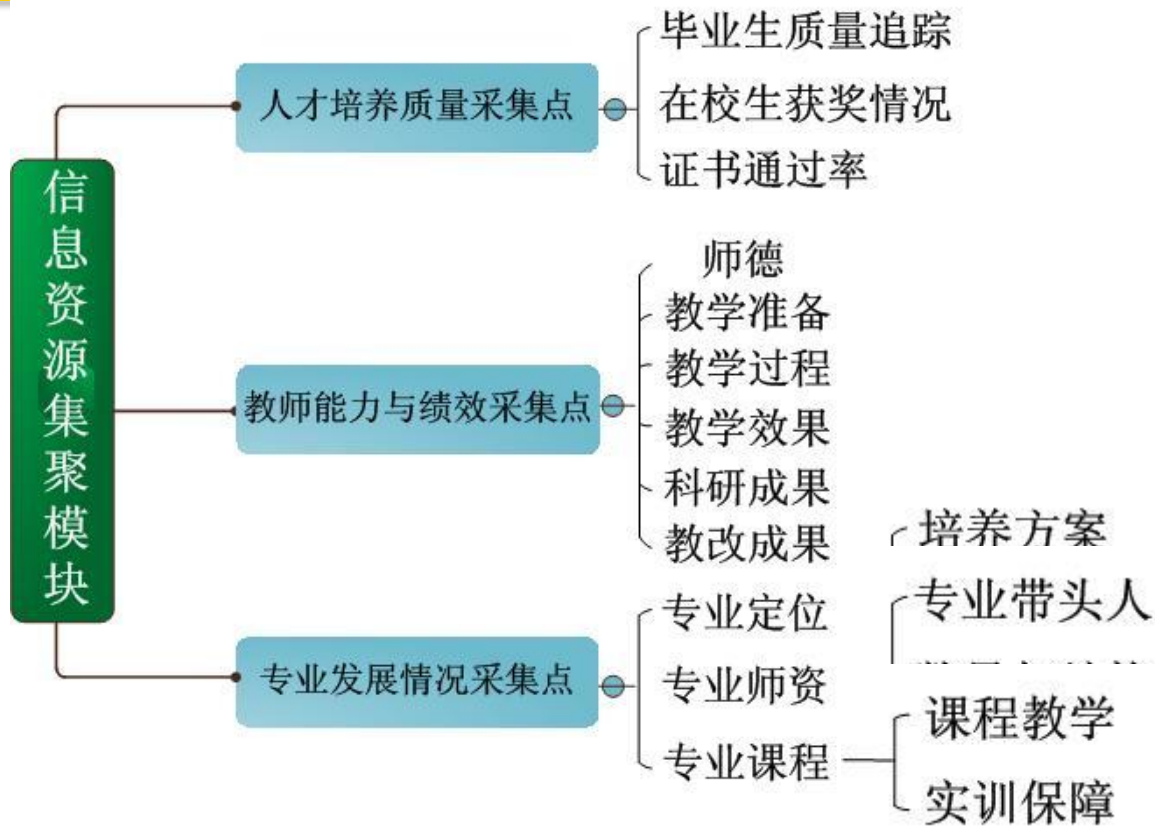 信息资源集聚模块
人才培养质量采集点
毕业生质量追踪
在校生获奖情况
证书通过率
教师能力与绩效采集点
师德
教学准备
教学过程
教学效果
科研成果
教改成果
专业发展情况采集点
专业定位
培养方案
专业师资
专业带头人
专业课程
课程教学
实训保障